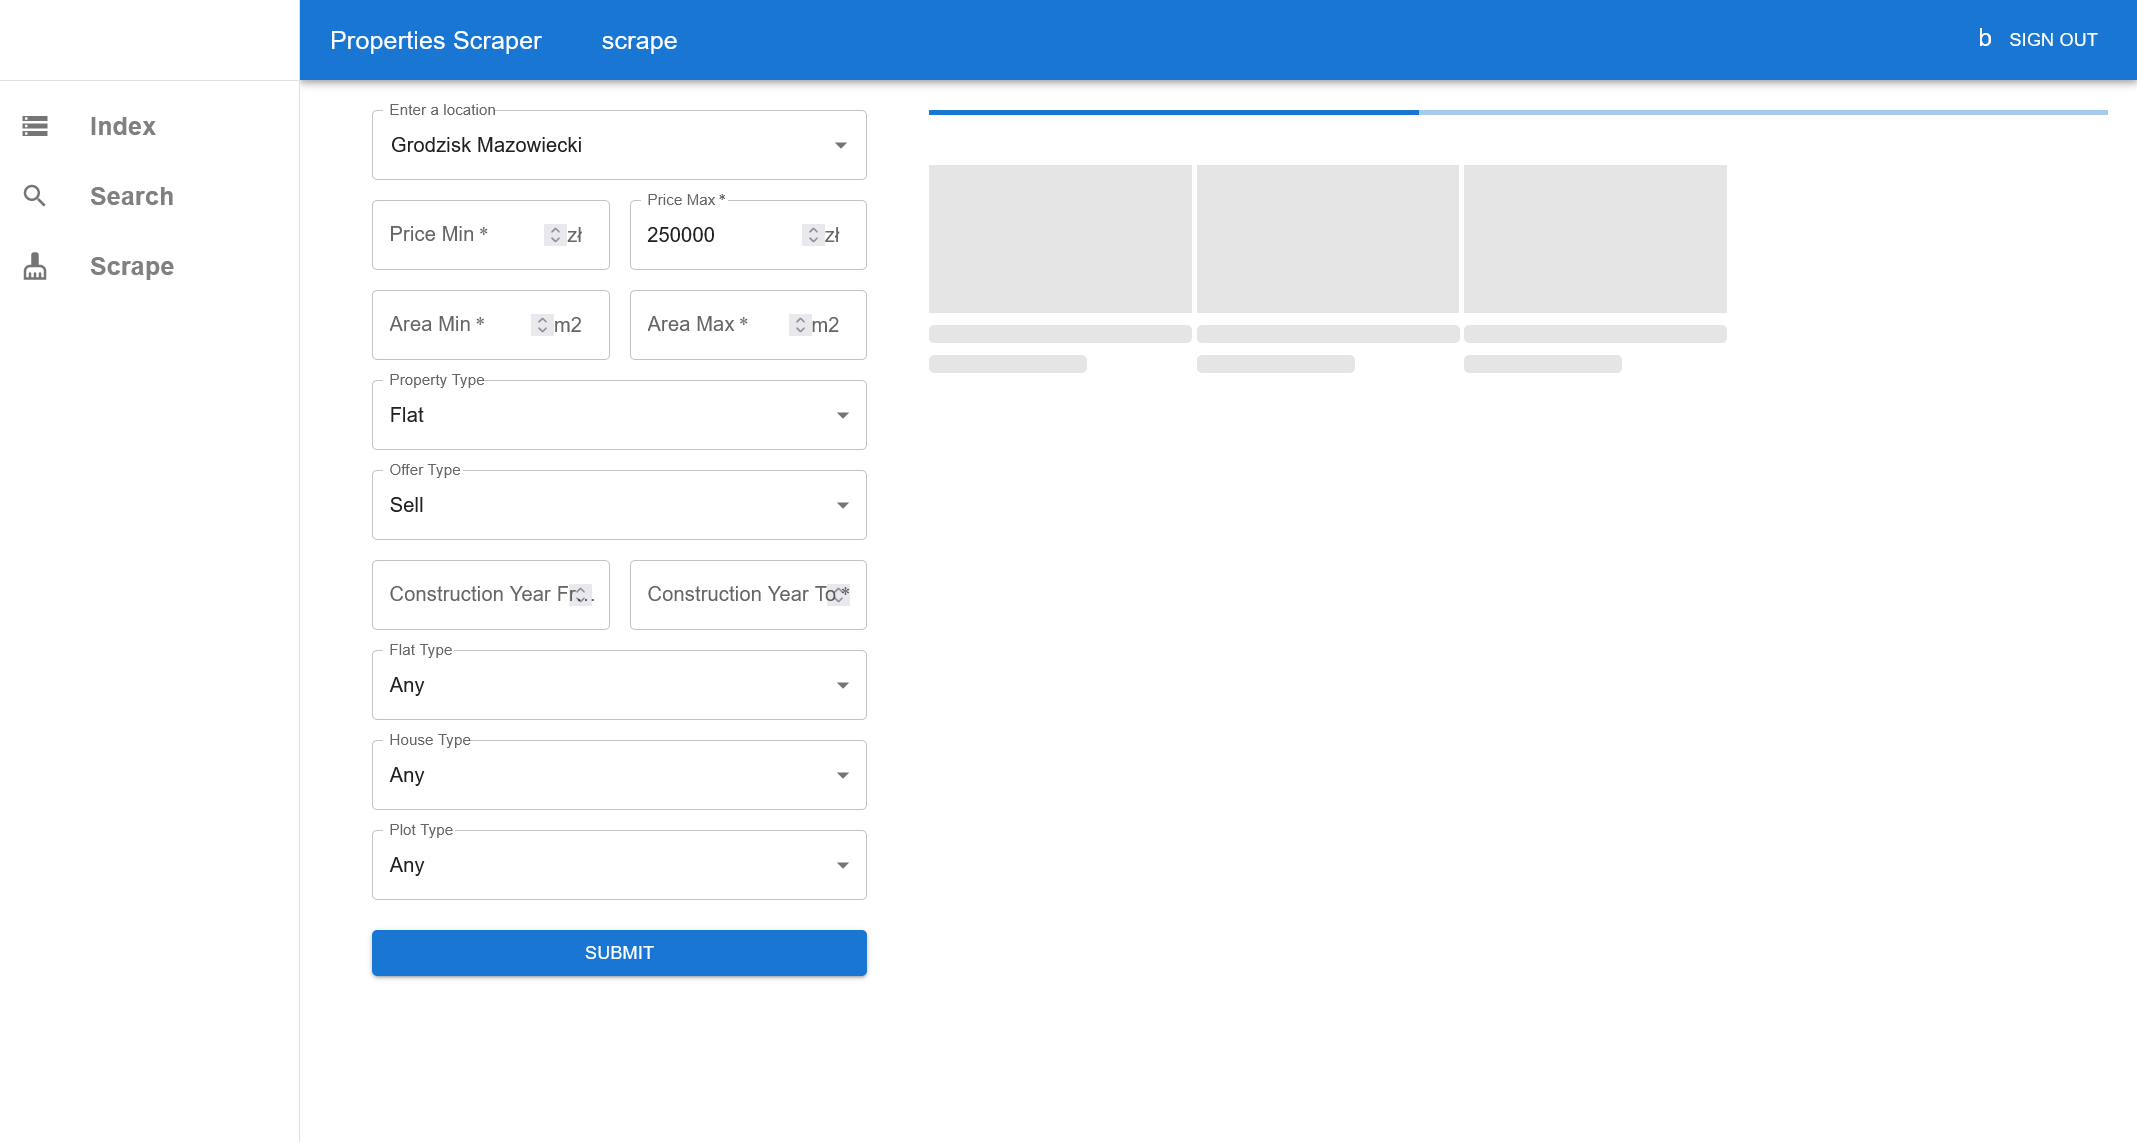 Properties Scraper scrape b SIGN OUT
Index
Search
Scrape
Enter a location
Grodzisk Mazowiecki
Price Min * zł
Price Max *
250000 zł
Area Min * m2
Area Max * m2
Property Type
Flat
Offer Type
Sell
Construction Year Fr...
Construction Year To *
Flat Type
Any
House Type
Any
Plot Type
Any
SUBMIT